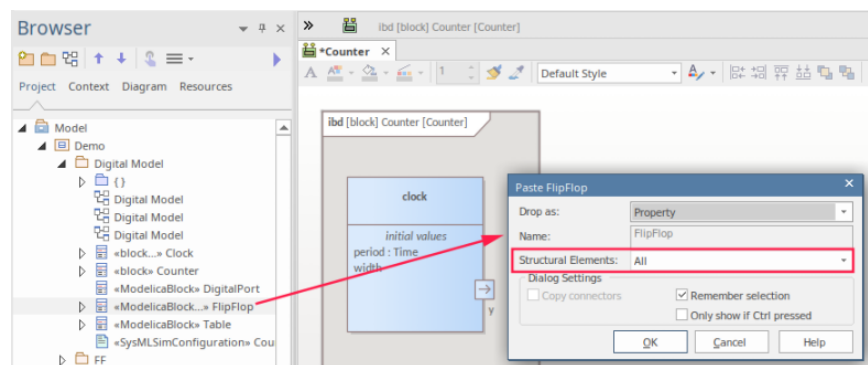 Browser
ibd [block] Counter [Counter]
*Counter ×
A
1
Default Style
Project Context Diagram Resources
Model
Demo
Digital Model
{ }
Digital Model
Digital Model
Digital Model
«block...» Clock
«block» Counter
«ModelicaBlock» DigitalPort
«ModelicaBlock...» FlipFlop
«ModelicaBlock» Table
«SysMLSimConfiguration» Cou
FF
ibd [block] Counter [Counter]
clock
initial values
period : Time
width
y
Paste FlipFlop
Drop as: Property
Name: FlipFlop
Structural Elements: All
Dialog Settings
Copy connectors
Remember selection
Only show if Ctrl pressed
OK Cancel Help